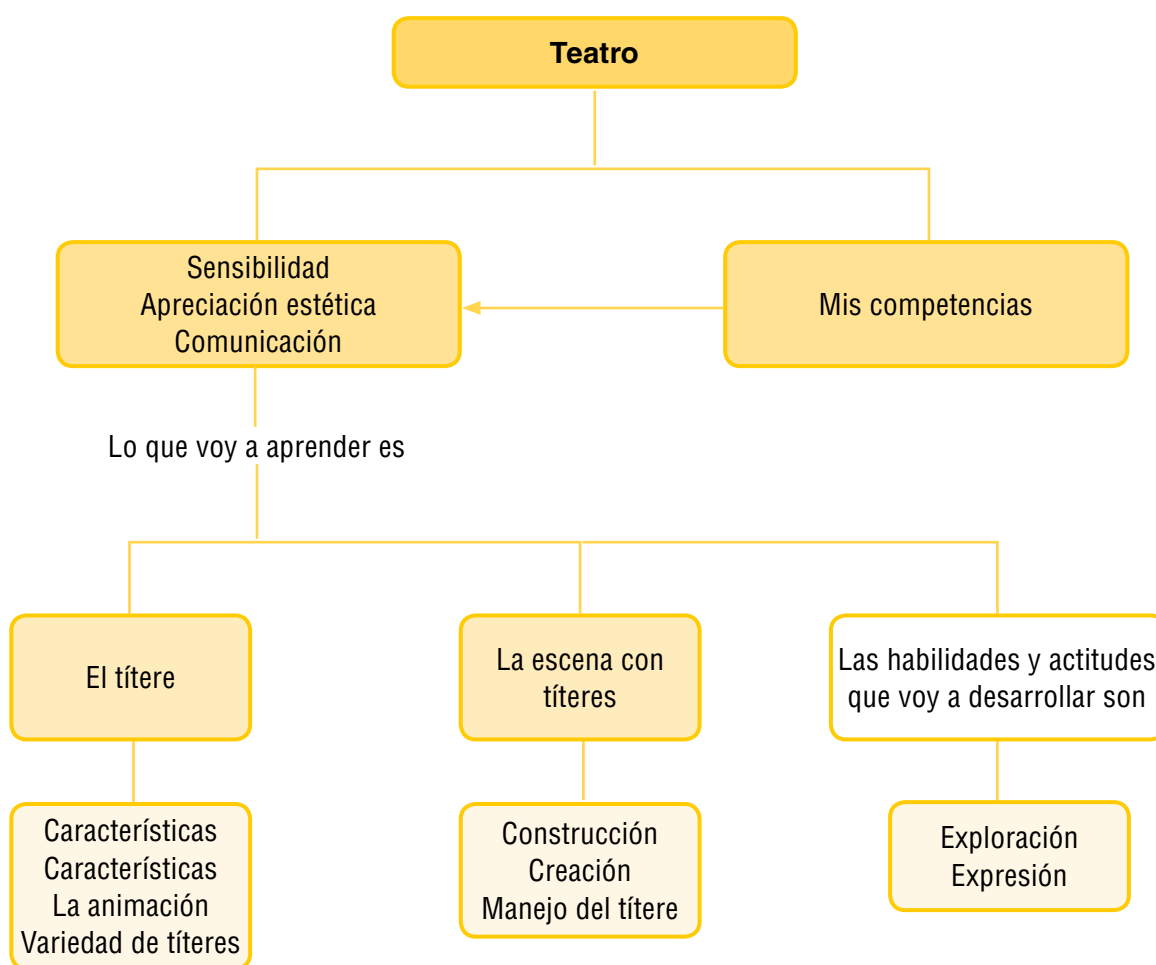 Teatro
Sensibilidad
Apreciación estética
Comunicación
Mis competencias
Lo que voy a aprender es
El títere
La escena con
títeres
Las habilidades y actitudes
que voy a desarrollar son
Características
Características
La animación
Variedad de títeres
Construcción
Creación
Manejo del títere
Exploración
Expresión